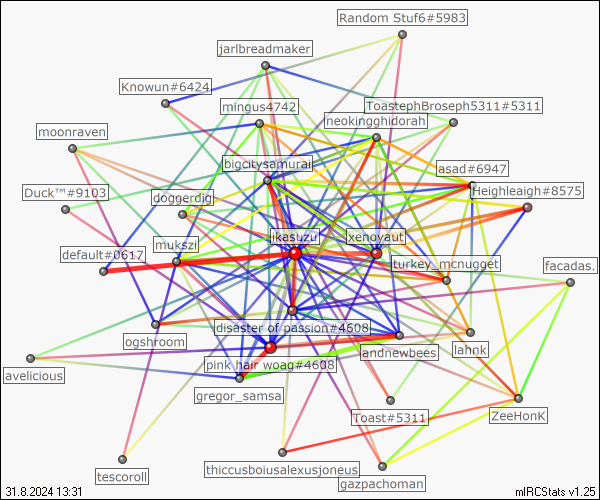 Random Stuf6#5983
jarlbreadmaker
Knowun#6424
mingus4742
ToastephBroseph5311#5311
neokingghidorah
moonraven
bigcitysamurai
asad#6947
Duck™#9103
doggerdig
Heighleaigh#8575
jikasuzu
xenoyaut
mukszi
default#0617
turkey_mcnugget
facadas.
disaster of passion#4608
ogshroom
andnewbees
lahnk
pink hair woag#4608
avelicious
gregor_samsa
Toast#5311
ZeeHonK
thiccusboiusalexusjoneus
tescoroll
gazpachoman
31.8.2024 13:31
mIRCStats v1.25